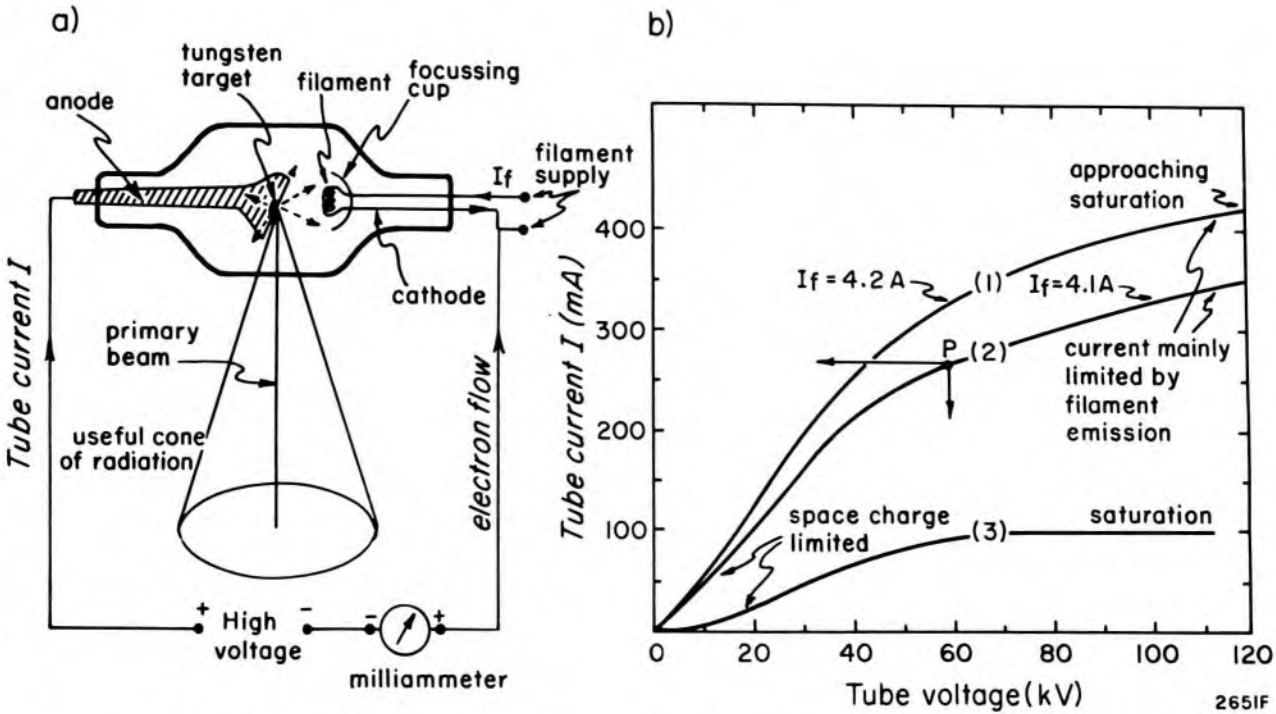 a)
tungsten
target
filament
focussing
cup
anode
If
filament
supply
cathode
primary
beam
useful cone
of radiation
Tube current I
electron flow
+ High −
voltage
− +
milliammeter
b)
Tube current I (mA)
400
300
200
100
0 20 40 60 80 100 120
Tube voltage (kV)
approaching
saturation
If = 4.2 A
(1)
If = 4.1 A
P (2)
current mainly
limited by
filament
emission
space charge
limited
(3)
saturation
2651F